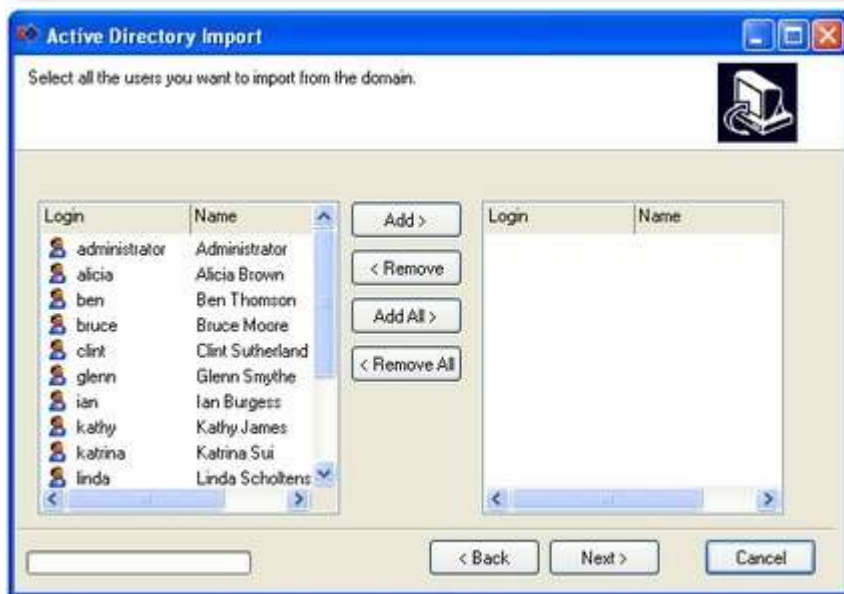 Active Directory Import
Select all the users you want to import from the domain.
Login Name
administrator Administrator
alicia Alicia Brown
ben Ben Thomson
bruce Bruce Moore
clint Clint Sutherland
glenn Glenn Smythe
ian Ian Burgess
kathy Kathy James
katrina Katrina Sui
linda Linda Scholtens
Add >
< Remove
Add All >
< Remove All
Login Name
< Back
Next >
Cancel